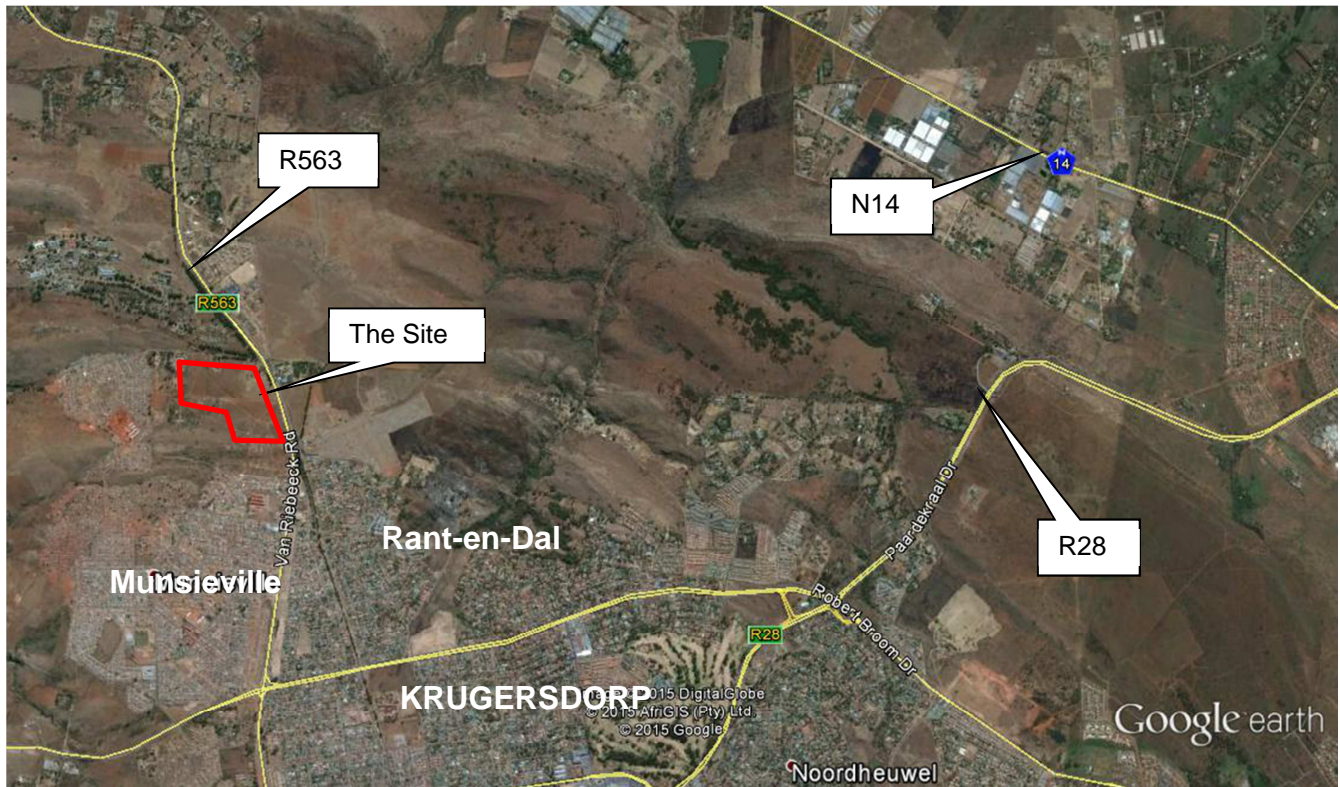 R563
N14
14
R563
The Site
Van Riebeeck Rd
Rant-en-Dal
Paardekraal Dr
R28
Munsieville
Robert Broom Dr
R28
KRUGERSDORP
2015 DigitalGlobe
© 2015 AfriGIS (Pty) Ltd.
© 2015 Google
Google earth
Noordheuwel